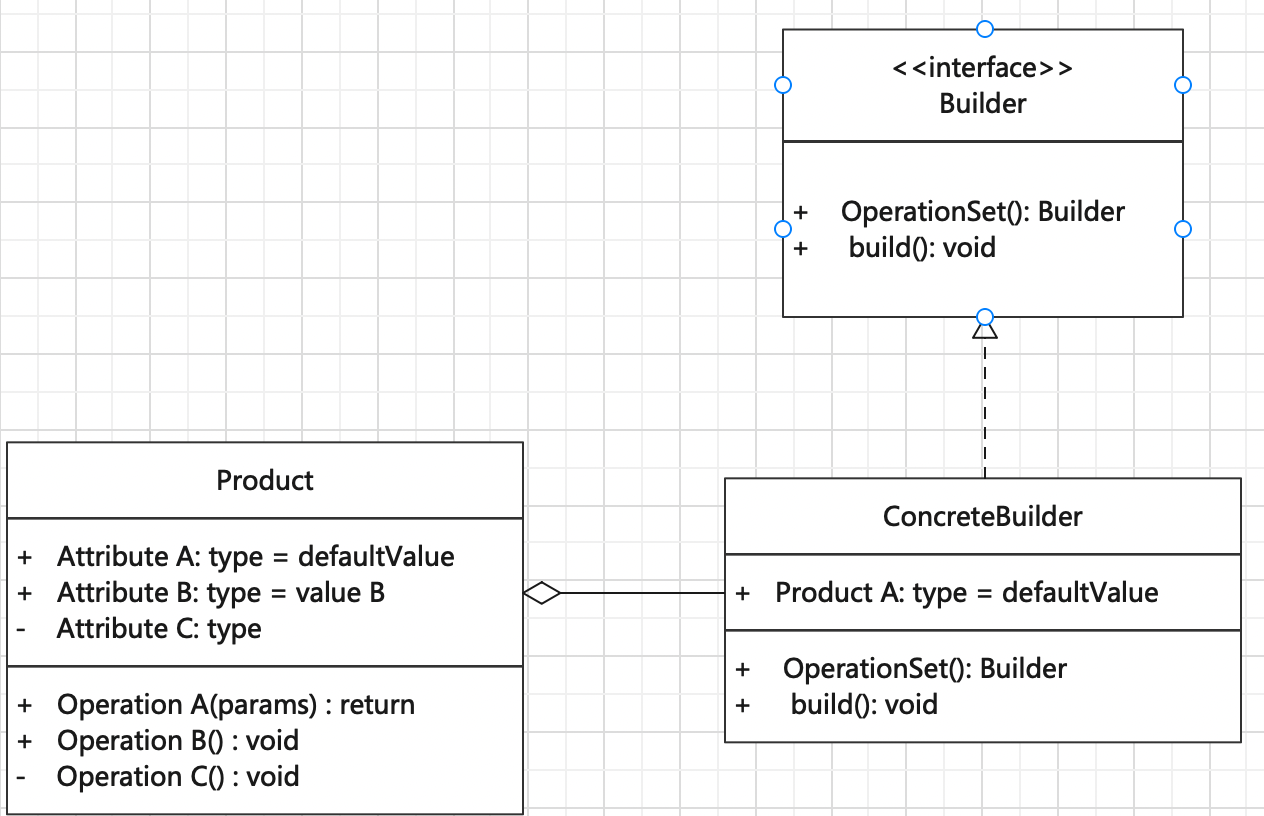 <<interface>>
Builder
+ OperationSet(): Builder
+ build(): void
Product
+ Attribute A: type = defaultValue
+ Attribute B: type = value B
- Attribute C: type
+ Operation A(params) : return
+ Operation B() : void
- Operation C() : void
ConcreteBuilder
+ Product A: type = defaultValue
+ OperationSet(): Builder
+ build(): void